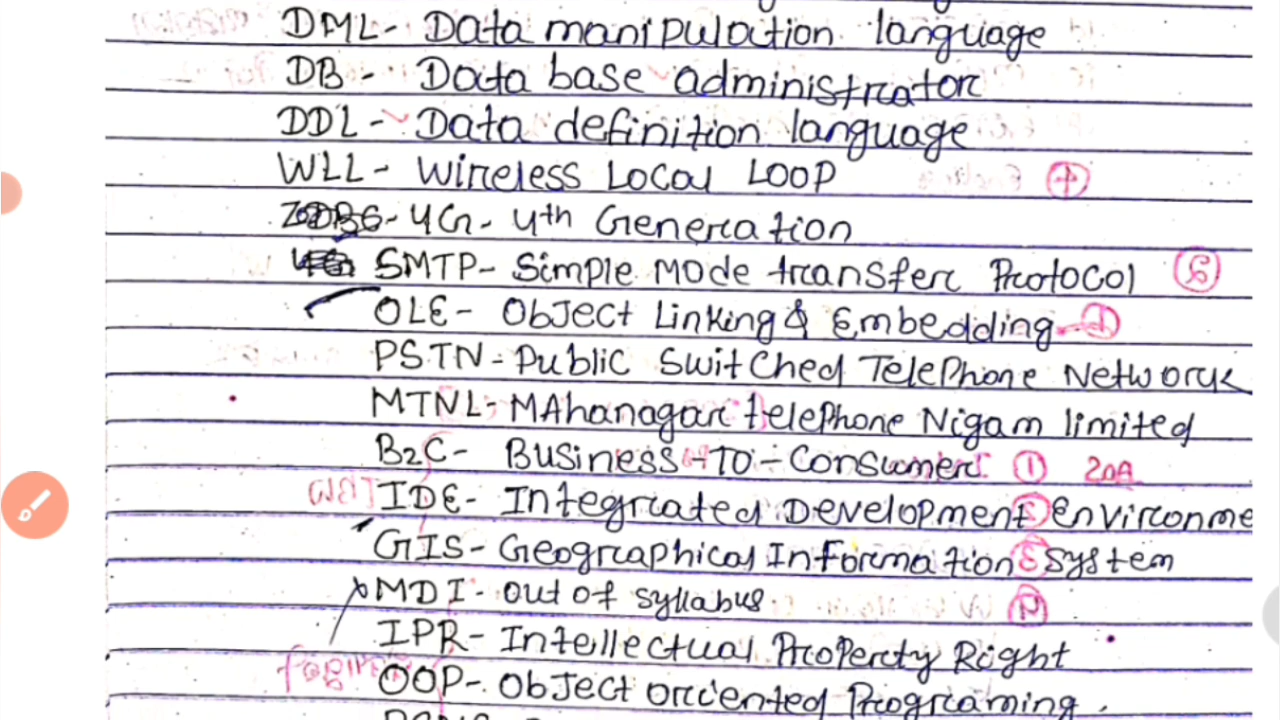 DML- Data manipulation language
DB - Data base administrator
DDL - Data definition language
WLL - Wireless Local Loop
4G - 4th Generation
SMTP- Simple Mode transfer Protocol
OLE - Object Linking & Embedding
PSTN - Public Switched Telephone Network
MTNL- MAhanagar telephone Nigam limited
B2C - Business - To - Consumer
IDE - Integrated Development Environme
GIS - Geographical Information System
MDI - out of syllabus
IPR - Intellectual Property Right
OOP - Object oriented Programing .